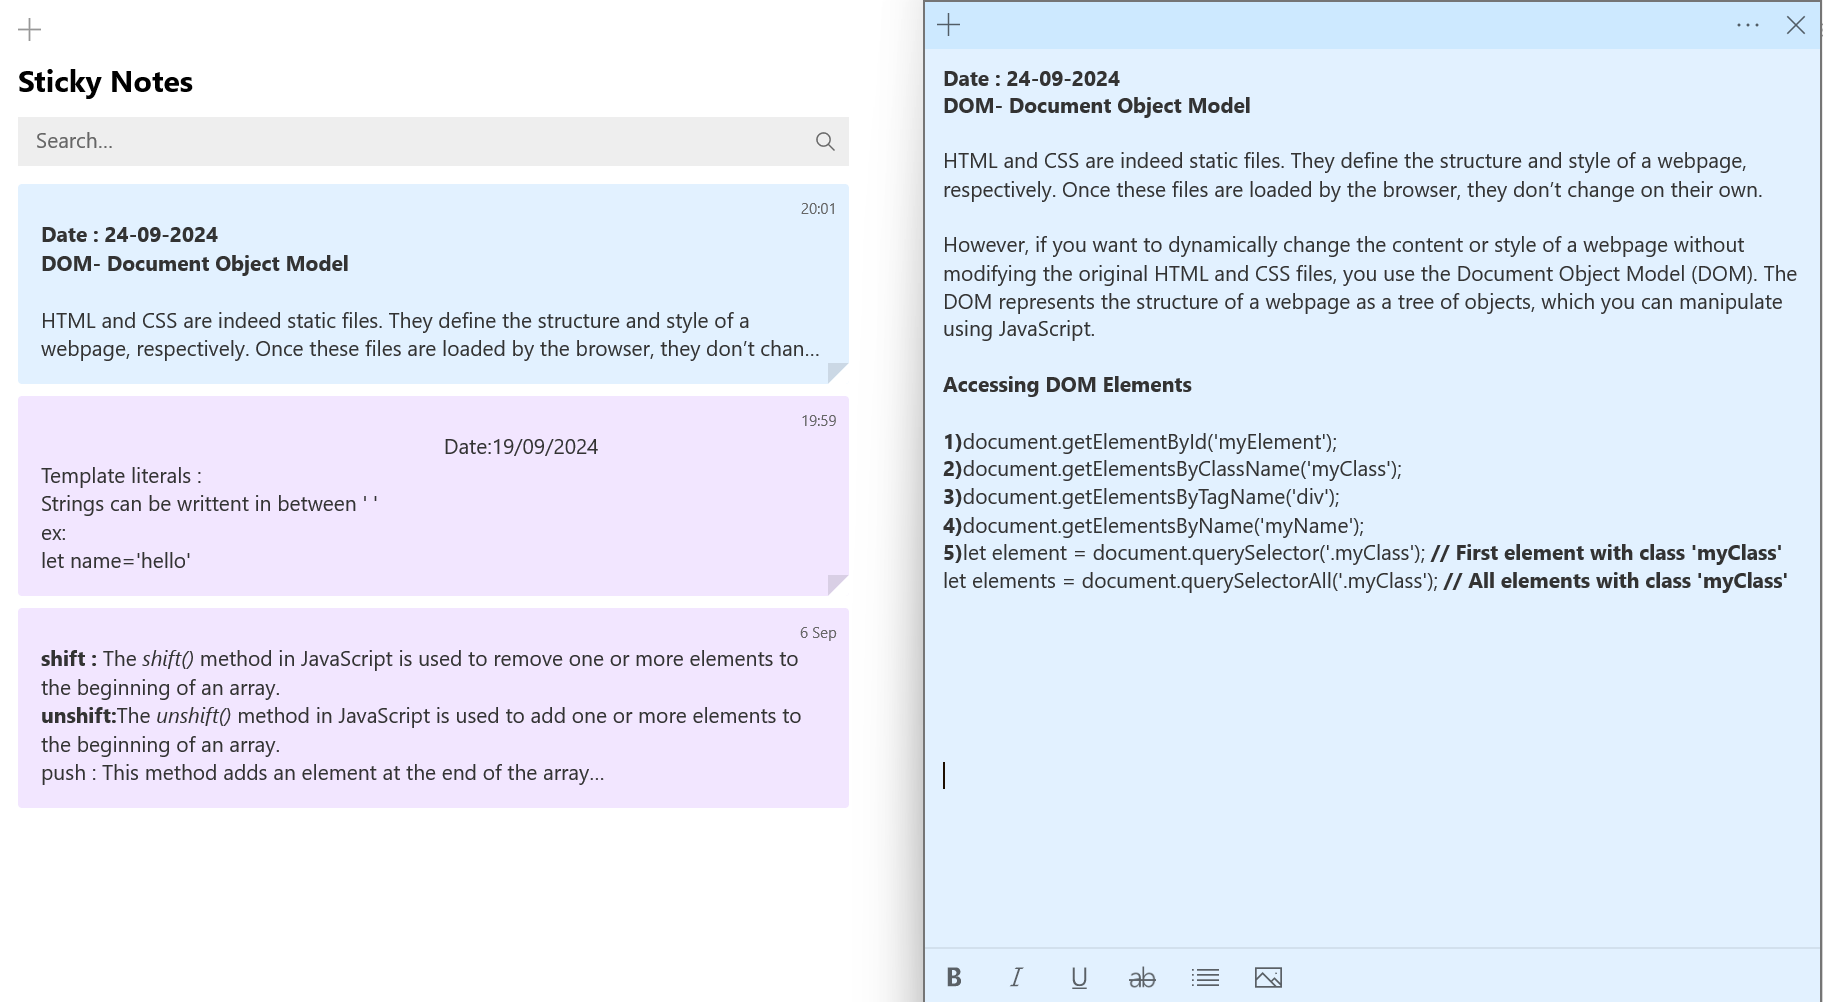 Sticky Notes
Search...
20:01
Date : 24-09-2024
DOM- Document Object Model
HTML and CSS are indeed static files. They define the structure and style of a
webpage, respectively. Once these files are loaded by the browser, they don’t chan...
19:59
Date:19/09/2024
Template literals :
Strings can be writtent in between ' '
ex:
let name='hello'
6 Sep
shift : The shift() method in JavaScript is used to remove one or more elements to
the beginning of an array.
unshift:The unshift() method in JavaScript is used to add one or more elements to
the beginning of an array.
push : This method adds an element at the end of the array...
Date : 24-09-2024
DOM- Document Object Model
HTML and CSS are indeed static files. They define the structure and style of a webpage,
respectively. Once these files are loaded by the browser, they don’t change on their own.
However, if you want to dynamically change the content or style of a webpage without
modifying the original HTML and CSS files, you use the Document Object Model (DOM). The
DOM represents the structure of a webpage as a tree of objects, which you can manipulate
using JavaScript.
Accessing DOM Elements
1)document.getElementById('myElement');
2)document.getElementsByClassName('myClass');
3)document.getElementsByTagName('div');
4)document.getElementsByName('myName');
5)let element = document.querySelector('.myClass'); // First element with class 'myClass'
let elements = document.querySelectorAll('.myClass'); // All elements with class 'myClass'
B I U ab